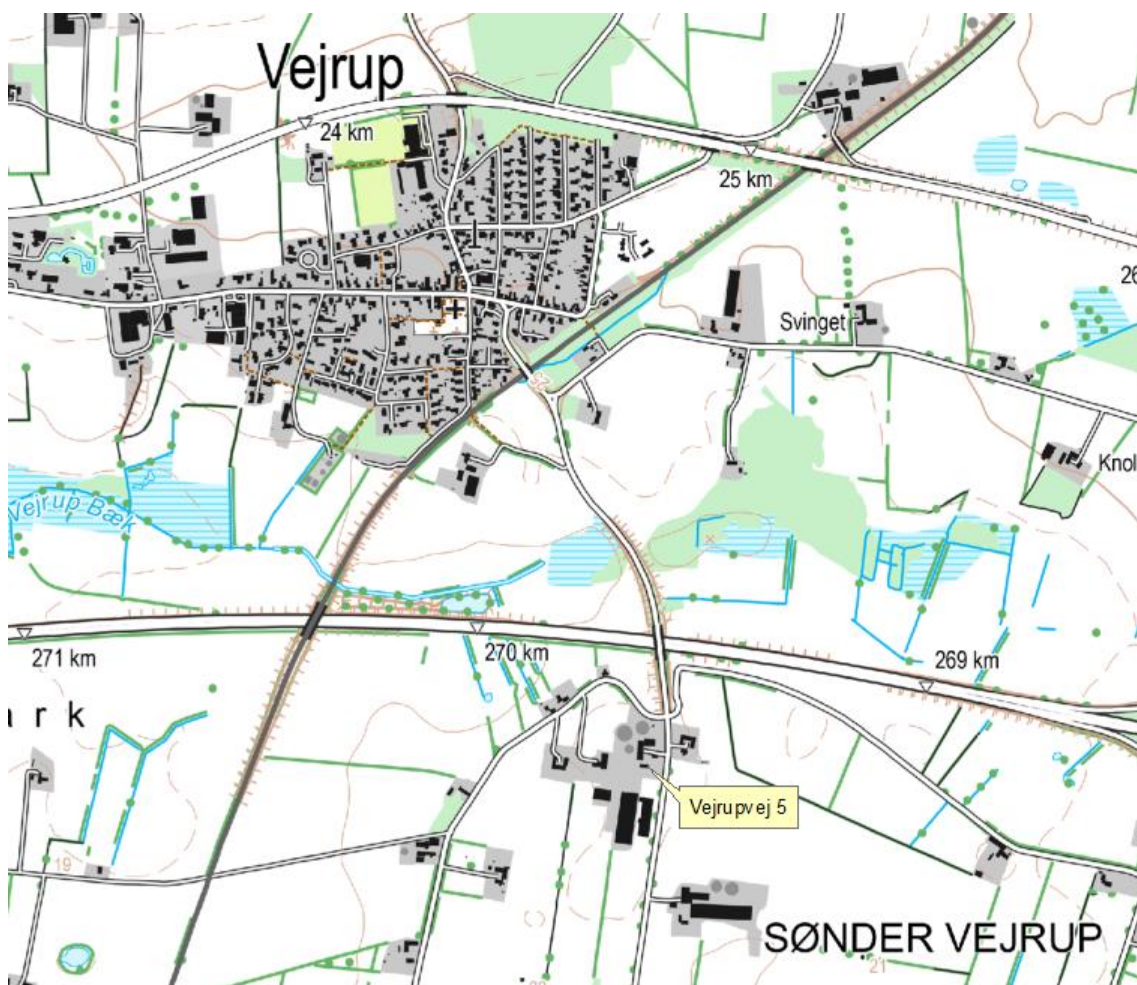 Vejrup
24 km
25 km
26
Svinget
Knol
Vejrup Bæk
271 km
270 km
269 km
a r k
Vejrupvej 5
19
SØNDER VEJRUP
21